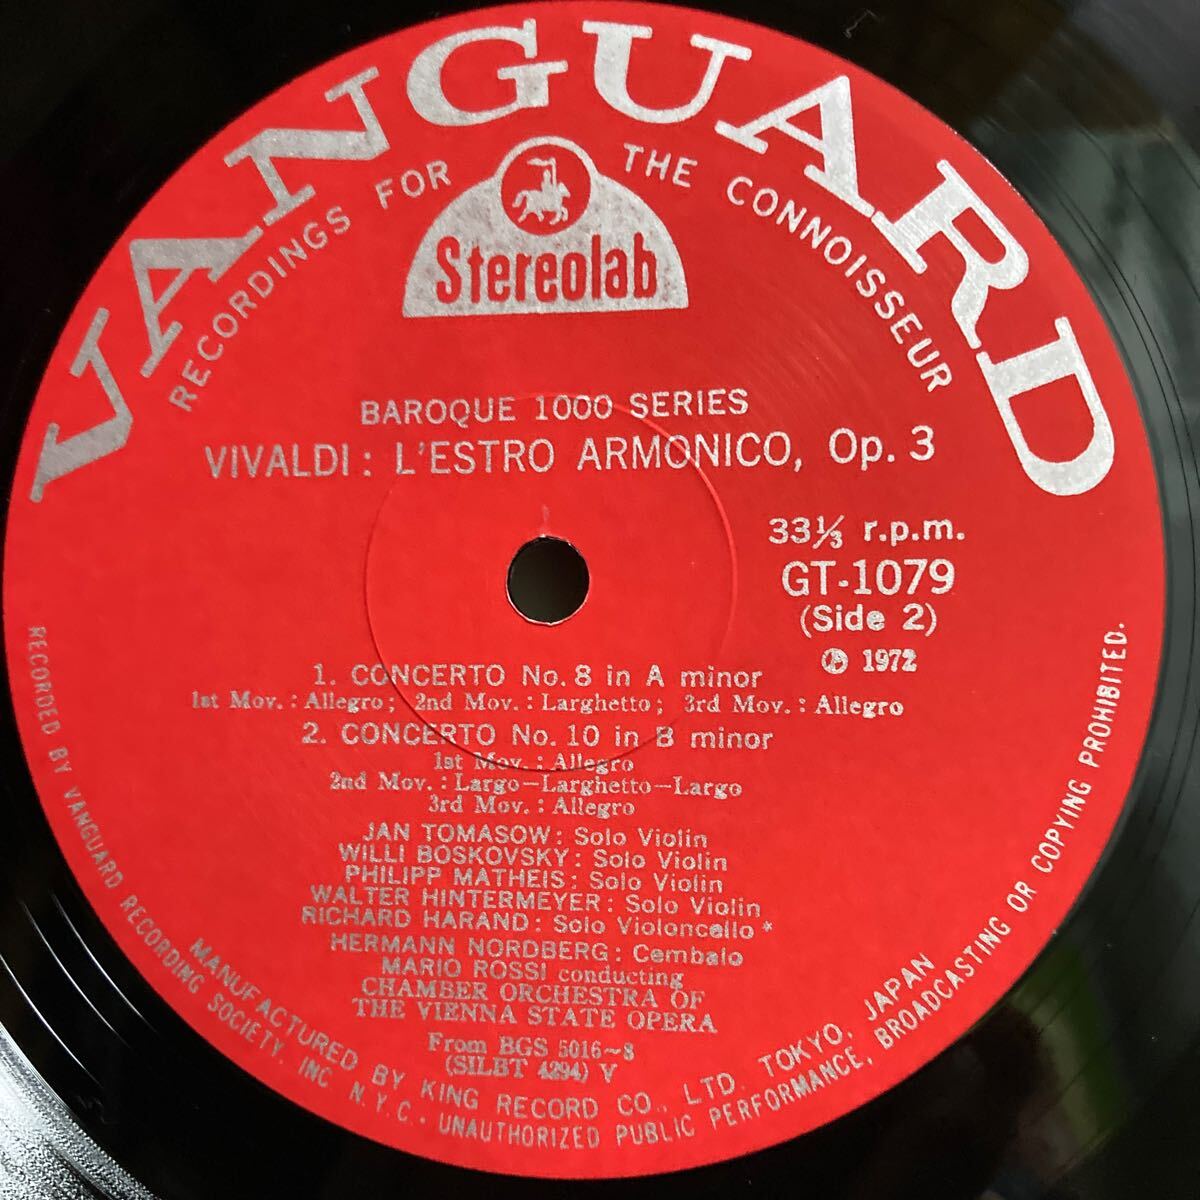 VANGUARD
RECORDINGS FOR THE CONNOISSEUR
Stereolab
BAROQUE 1000 SERIES
VIVALDI: L'ESTRO ARMONICO, Op. 3
33⅓ r.p.m.
GT-1079
(Side 2)
Ⓟ 1972
1. CONCERTO No. 8 in A minor
1st Mov.: Allegro; 2nd Mov.: Larghetto; 3rd Mov.: Allegro
2. CONCERTO No. 10 in B minor
1st Mov.: Allegro
2nd Mov.: Largo—Larghetto—Largo
3rd Mov.: Allegro
JAN TOMASOW: Solo Violin
WILLI BOSKOVSKY: Solo Violin
PHILIPP MATHEIS: Solo Violin
WALTER HINTERMEYER: Solo Violin
RICHARD HARAND: Solo Violoncello*
HERMANN NORDBERG: Cembalo
MARIO ROSSI conducting
CHAMBER ORCHESTRA OF
THE VIENNA STATE OPERA
From BGS 5016~8
(SILBT 4294) V
MANUFACTURED BY KING RECORD CO., LTD. TOKYO, JAPAN
RECORDED BY VANGUARD RECORDING SOCIETY, INC. N.Y.C. · UNAUTHORIZED PUBLIC PERFORMANCE, BROADCASTING OR COPYING PROHIBITED.